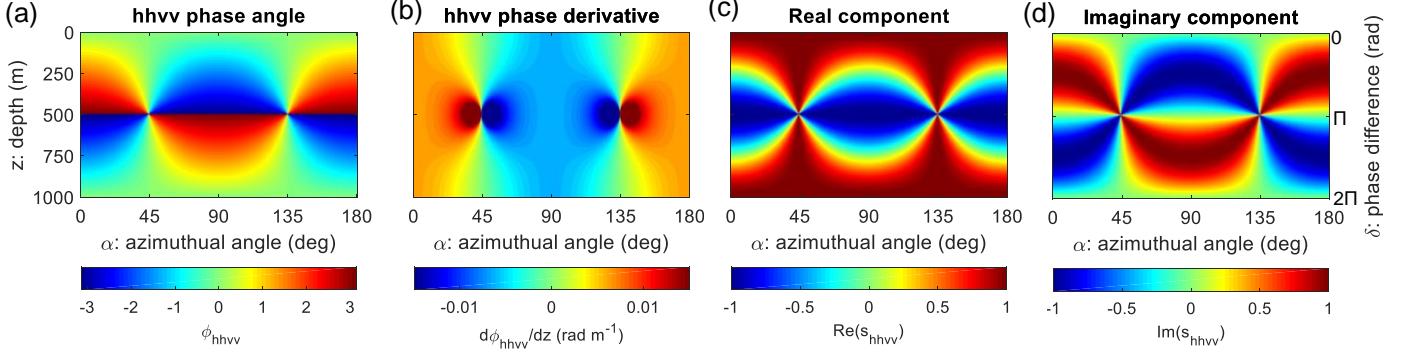 (a) hhvv phase angle
(b) hhvv phase derivative
(c) Real component
(d) Imaginary component
z: depth (m)
0
250
500
750
1000
0 45 90 135 180
α: azimuthual angle (deg)
-3 -2 -1 0 1 2 3
ϕhhvv
0 45 90 135 180
α: azimuthual angle (deg)
-0.01 0 0.01
dϕhhvv/dz (rad m-1)
0 45 90 135 180
α: azimuthual angle (deg)
-1 -0.5 0 0.5 1
Re(shhvv)
0
Π
2Π
δ: phase difference (rad)
0 45 90 135 180
α: azimuthual angle (deg)
-1 -0.5 0 0.5 1
Im(shhvv)